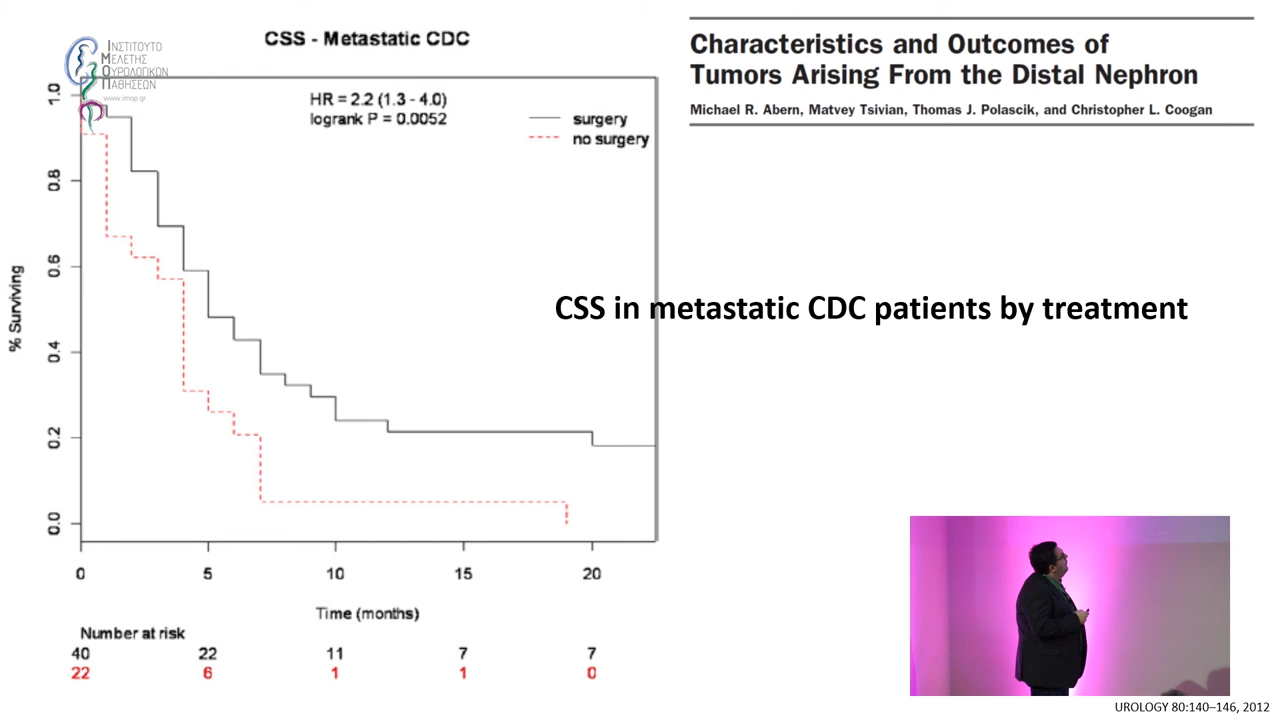 CSS - Metastatic CDC
ΙΝΣΤΙΤΟΥΤΟ
ΜΕΛΕΤΗΣ
ΟΥΡΟΛΟΓΙΚΩΝ
ΠΑΘΗΣΕΩΝ
www.imop.gr
HR = 2.2 (1.3 - 4.0)
logrank P = 0.0052
surgery
no surgery
% Surviving
1.0
0.8
0.6
0.4
0.2
0.0
0 5 10 15 20
Time (months)
Number at risk
40 22 11 7 7
22 6 1 1 0
Characteristics and Outcomes of
Tumors Arising From the Distal Nephron
Michael R. Abern, Matvey Tsivian, Thomas J. Polascik, and Christopher L. Coogan
CSS in metastatic CDC patients by treatment
UROLOGY 80:140–146, 2012